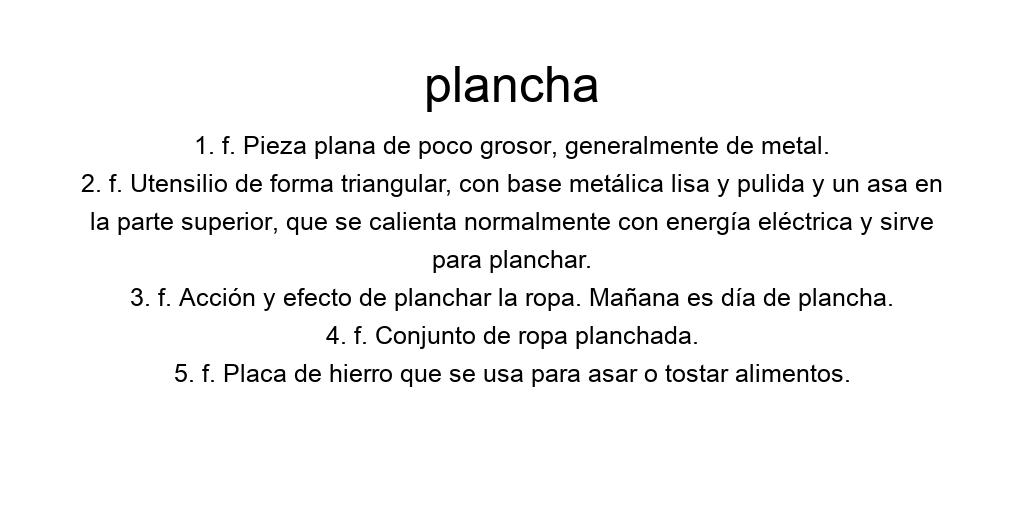 plancha
1. f. Pieza plana de poco grosor, generalmente de metal.
2. f. Utensilio de forma triangular, con base metálica lisa y pulida y un asa en
la parte superior, que se calienta normalmente con energía eléctrica y sirve
para planchar.
3. f. Acción y efecto de planchar la ropa. Mañana es día de plancha.
4. f. Conjunto de ropa planchada.
5. f. Placa de hierro que se usa para asar o tostar alimentos.